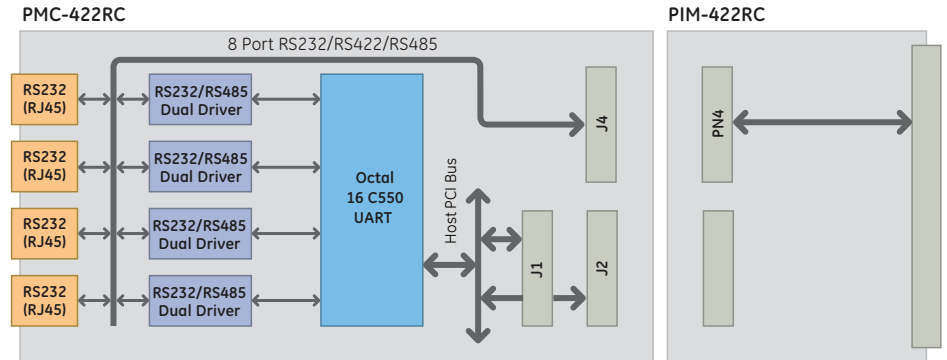 PMC-422RC
PIM-422RC
8 Port RS232/RS422/RS485
RS232
(RJ45)
RS232/RS485
Dual Driver
RS232
(RJ45)
RS232/RS485
Dual Driver
RS232
(RJ45)
RS232/RS485
Dual Driver
RS232
(RJ45)
RS232/RS485
Dual Driver
Octal
16 C550
UART
Host PCI Bus
J4
J1
J2
PN4